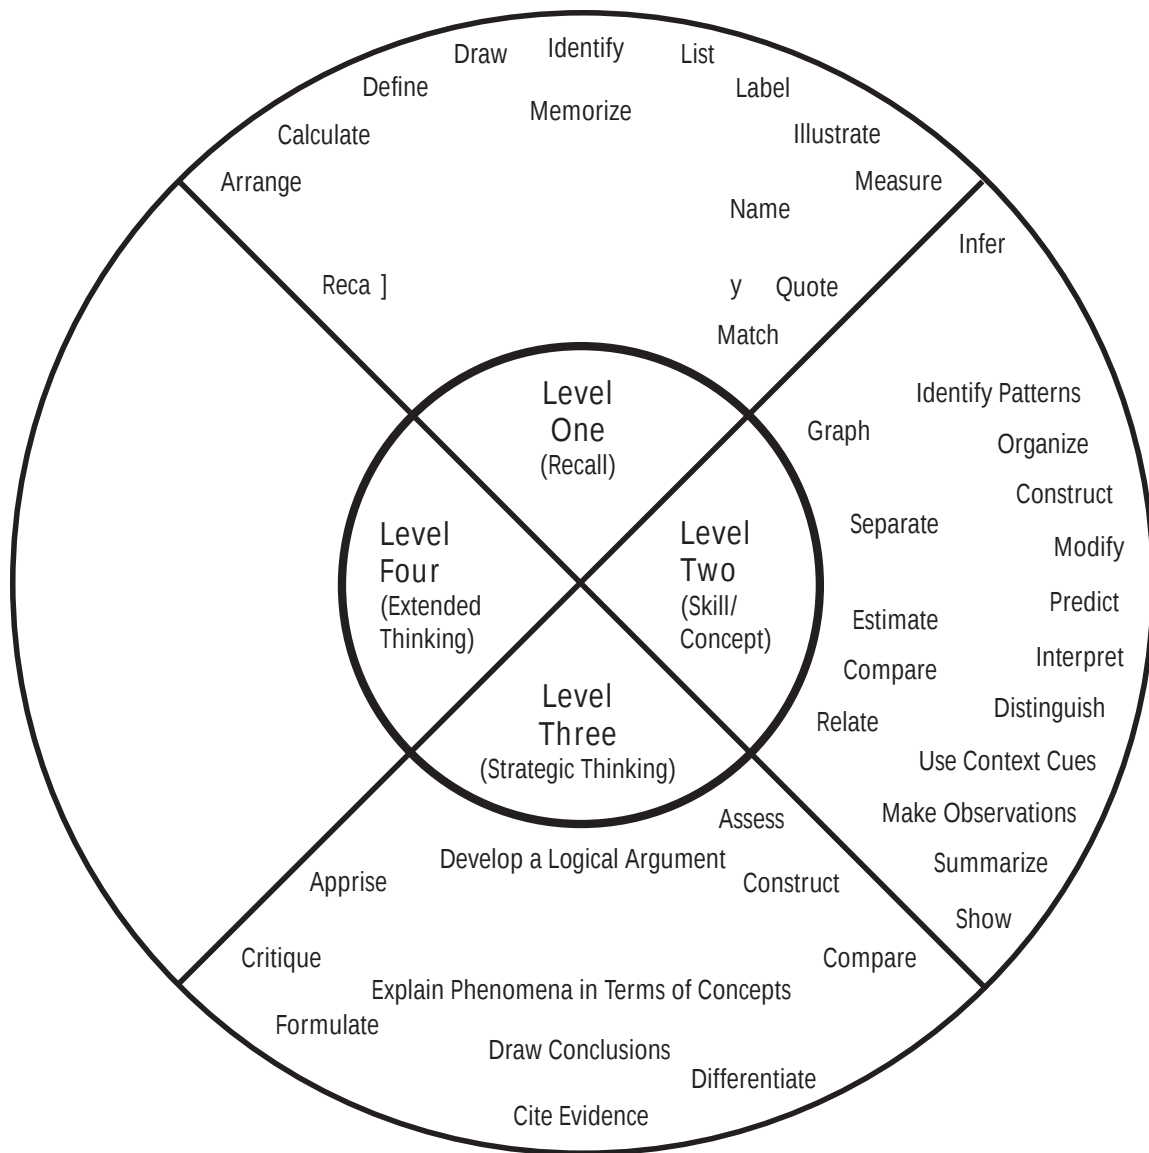 Draw
Identify
List
Define
Label
Memorize
Calculate
Illustrate
Arrange
Measure
Name
Infer
Reca ]
y
Quote
Match
Level
One
(Recall)
Identify Patterns
Graph
Organize
Construct
Separate
Modify
Level
Four
(Extended
Thinking)
Level
Two
(Skill/
Concept)
Predict
Estimate
Interpret
Compare
Distinguish
Relate
Use Context Cues
Make Observations
Summarize
Show
Level
Three
(Strategic Thinking)
Assess
Develop a Logical Argument
Apprise
Construct
Critique
Compare
Explain Phenomena in Terms of Concepts
Formulate
Draw Conclusions
Differentiate
Cite Evidence